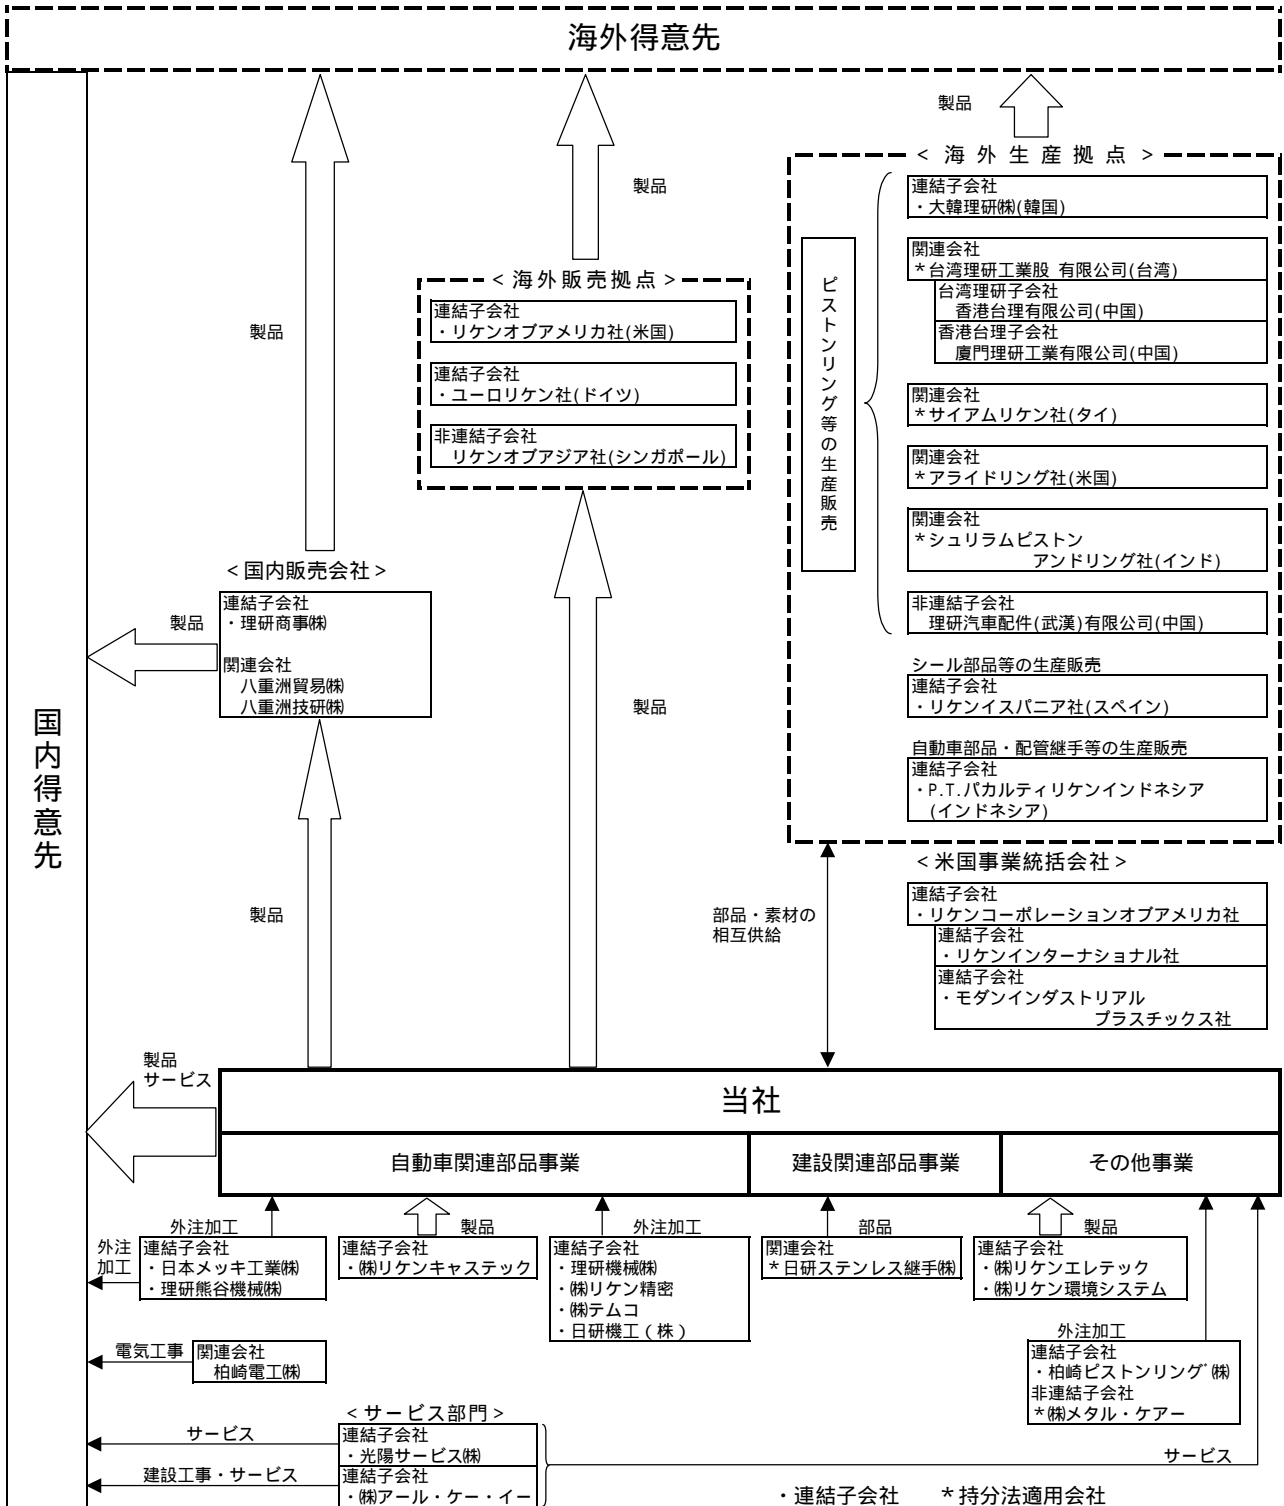 海外得意先
国内得意先
製品
<海外生産拠点>
ピストンリング等の生産販売
連結子会社
・大韓理研㈱(韓国)
関連会社
*台湾理研工業股 有限公司(台湾)
台湾理研子会社
香港台理有限公司(中国)
香港台理子会社
廈門理研工業有限公司(中国)
関連会社
*サイアムリケン社(タイ)
関連会社
*アライドリング社(米国)
関連会社
*シュリラムピストン
アンドリング社(インド)
非連結子会社
理研汽車配件(武漢)有限公司(中国)
シール部品等の生産販売
連結子会社
・リケンイスパニア社(スペイン)
自動車部品・配管継手等の生産販売
連結子会社
・P.T.パカルティリケンインドネシア
(インドネシア)
製品
<海外販売拠点>
連結子会社
・リケンオブアメリカ社(米国)
連結子会社
・ユーロリケン社(ドイツ)
非連結子会社
リケンオブアジア社(シンガポール)
製品
製品
<国内販売会社>
製品
連結子会社
・理研商事㈱
関連会社
八重洲貿易㈱
八重洲技研㈱
製品
部品・素材の
相互供給
<米国事業統括会社>
連結子会社
・リケンコーポレーションオブアメリカ社
連結子会社
・リケンインターナショナル社
連結子会社
・モダンインダストリアル
プラスチックス社
製品
サービス
当社
自動車関連部品事業
建設関連部品事業
その他事業
外注
加工
外注加工
連結子会社
・日本メッキ工業㈱
・理研熊谷機械㈱
製品
連結子会社
・㈱リケンキャステック
外注加工
連結子会社
・理研機械㈱
・㈱リケン精密
・㈱テムコ
・日研機工（株）
部品
関連会社
*日研ステンレス継手㈱
製品
連結子会社
・㈱リケンエレテック
・㈱リケン環境システム
電気工事
関連会社
柏崎電工㈱
外注加工
連結子会社
・柏崎ピストンリング㈱
非連結子会社
*㈱メタル・ケアー
<サービス部門>
サービス
連結子会社
・光陽サービス㈱
建設工事・サービス
連結子会社
・㈱アール・ケー・イー
サービス
・連結子会社 *持分法適用会社